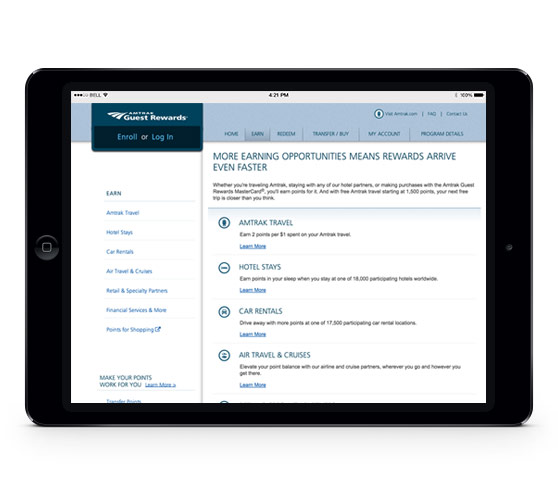 BELL 4:21 PM 100%
AMTRAK
Guest Rewards
Enroll or Log In
Visit Amtrak.com | FAQ | Contact Us
HOME EARN REDEEM TRANSFER / BUY MY ACCOUNT PROGRAM DETAILS
MORE EARNING OPPORTUNITIES MEANS REWARDS ARRIVE
EVEN FASTER
Whether you're traveling Amtrak, staying with any of our hotel partners, or making purchases with the Amtrak Guest
Rewards MasterCard®, you'll earn points for it. And with free Amtrak travel starting at 1,500 points, your next free
trip is closer than you think.
EARN
Amtrak Travel
Hotel Stays
Car Rentals
Air Travel & Cruises
Retail & Specialty Partners
Financial Services & More
Points for Shopping
MAKE YOUR POINTS
WORK FOR YOU Learn More »
Transfer Points
AMTRAK TRAVEL
Earn 2 points per $1 spent on your Amtrak travel.
Learn More
HOTEL STAYS
Earn points in your sleep when you stay at one of 18,000 participating hotels worldwide.
Learn More
CAR RENTALS
Drive away with more points at one of 17,500 participating car rental locations.
Learn More
AIR TRAVEL & CRUISES
Elevate your point balance with our airline and cruise partners, wherever you go and however you
get there.
Learn More